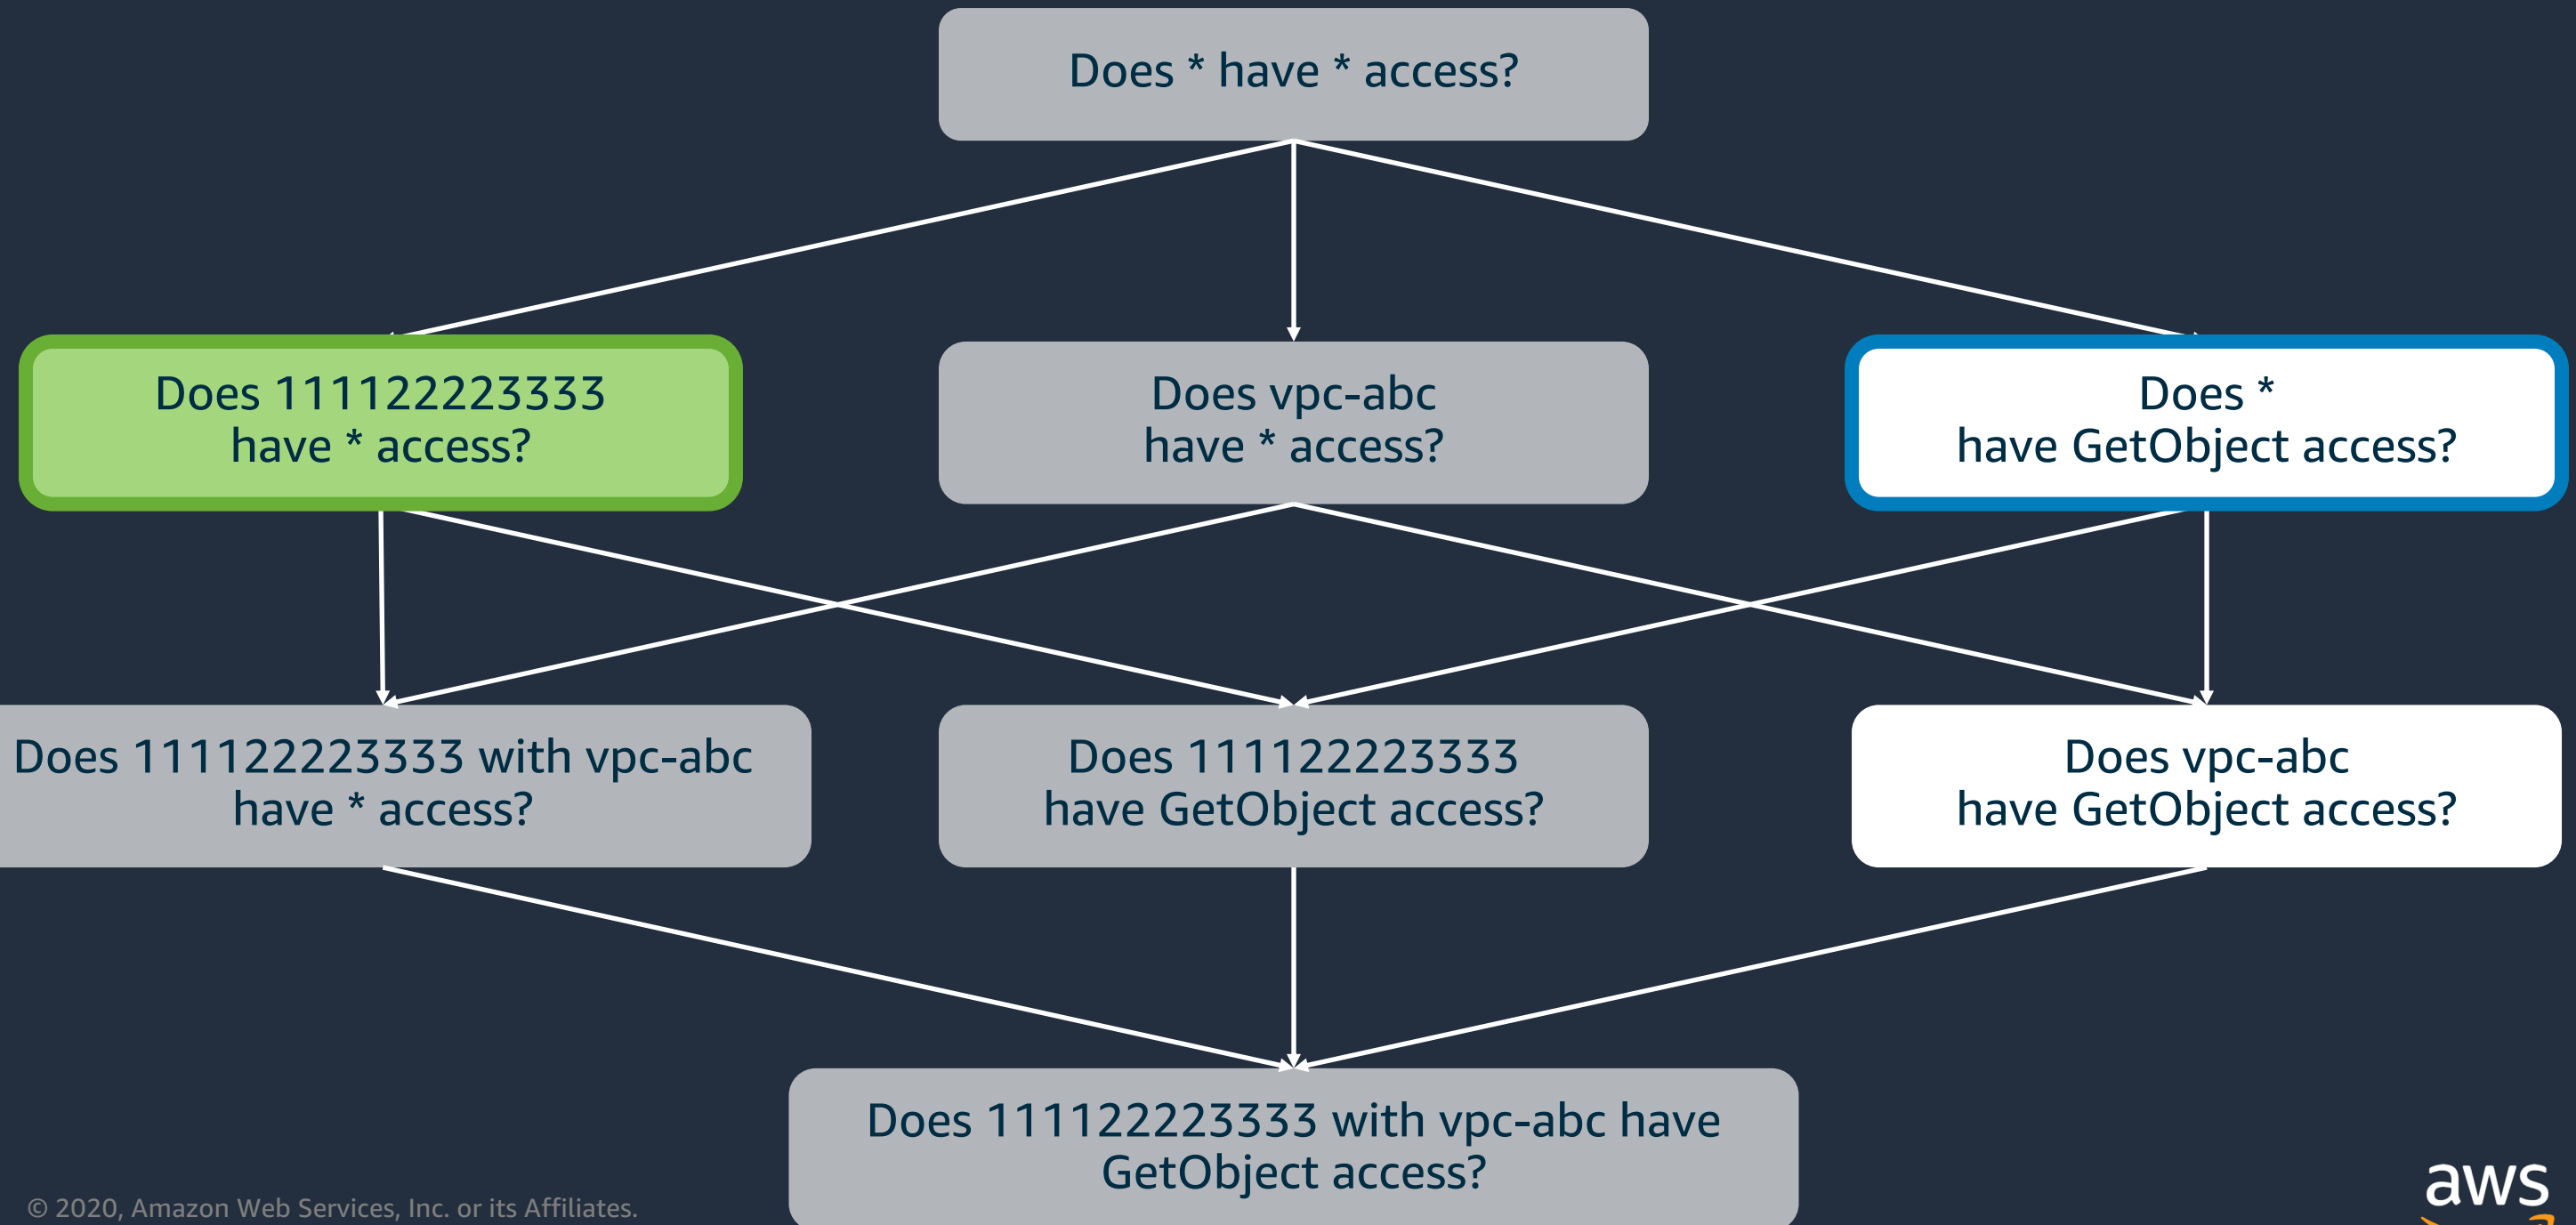 Does * have * access?
Does 111122223333
have * access?
Does vpc-abc
have * access?
Does *
have GetObject access?
Does 111122223333 with vpc-abc
have * access?
Does 111122223333
have GetObject access?
Does vpc-abc
have GetObject access?
Does 111122223333 with vpc-abc have
GetObject access?
© 2020, Amazon Web Services, Inc. or its Affiliates.
aws